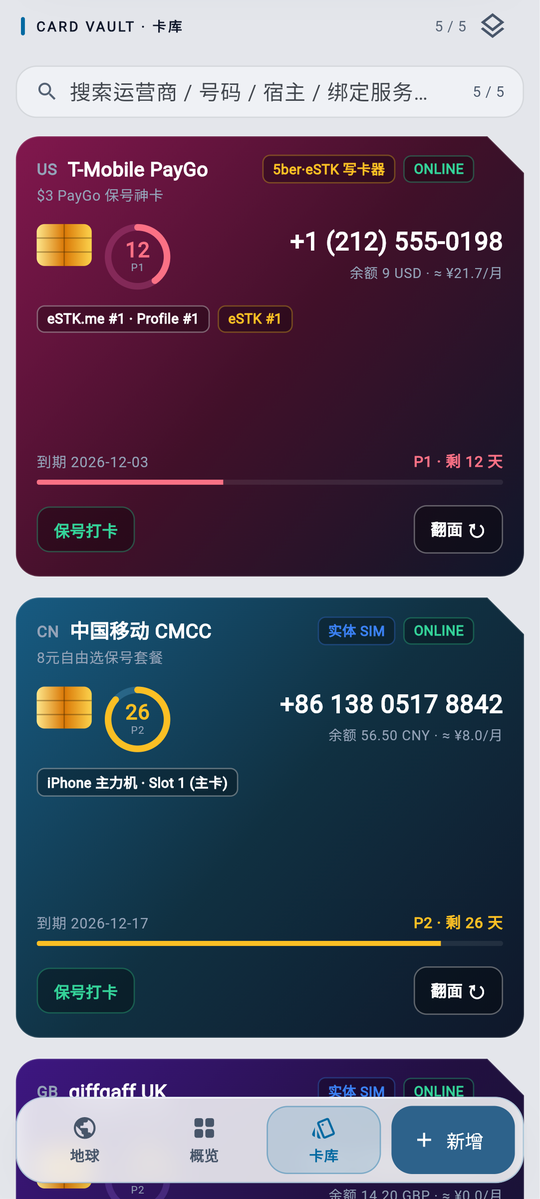 CARD VAULT · 卡库
5 / 5
搜索运营商 / 号码 / 宿主 / 绑定服务...
5 / 5
US T-Mobile PayGo
5ber·eSTK 写卡器
ONLINE
$3 PayGo 保号神卡
12
P1
+1 (212) 555-0198
余额 9 USD · ≈ ¥21.7/月
eSTK.me #1 · Profile #1
eSTK #1
到期 2026-12-03
P1 · 剩 12 天
保号打卡
翻面 ↻
CN 中国移动 CMCC
实体 SIM
ONLINE
8元自由选保号套餐
26
P2
+86 138 0517 8842
余额 56.50 CNY · ≈ ¥8.0/月
iPhone 主力机 · Slot 1 (主卡)
到期 2026-12-17
P2 · 剩 26 天
保号打卡
翻面 ↻
GB giffgaff UK
实体 SIM
ONLINE
地球
概览
卡库
+ 新增
P2
余额 14.20 GBP · ≈ ¥0.0/月